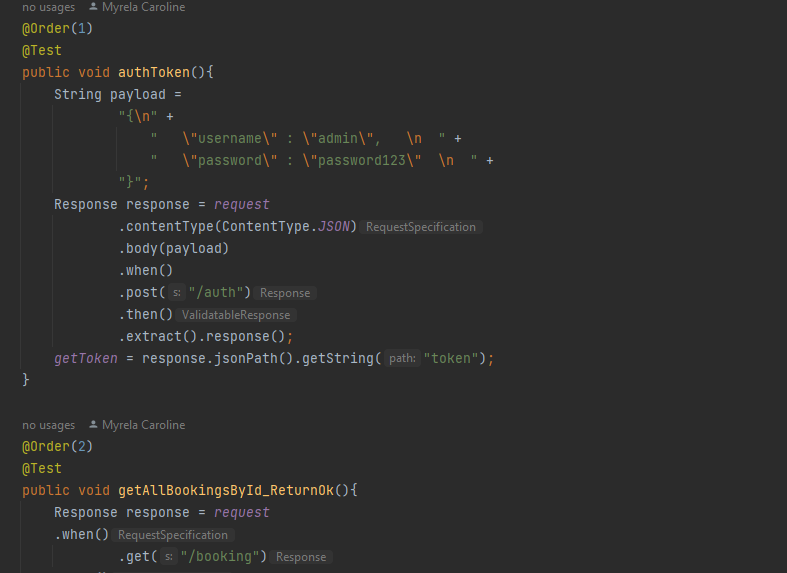 no usages   Myrela Caroline
@Order(1)
@Test
public void authToken(){
    String payload =
            "{\n" +
                "   \"username\" : \"admin\",   \n  " +
                "   \"password\" : \"password123\"  \n  " +
            "}";
    Response response = request
            .contentType(ContentType.JSON) RequestSpecification
            .body(payload)
            .when()
            .post( s: "/auth") Response
            .then() ValidatableResponse
            .extract().response();
    getToken = response.jsonPath().getString( path: "token");
}
no usages   Myrela Caroline
@Order(2)
@Test
public void getAllBookingsById_ReturnOk(){
    Response response = request
    .when() RequestSpecification
            .get( s: "/booking") Response